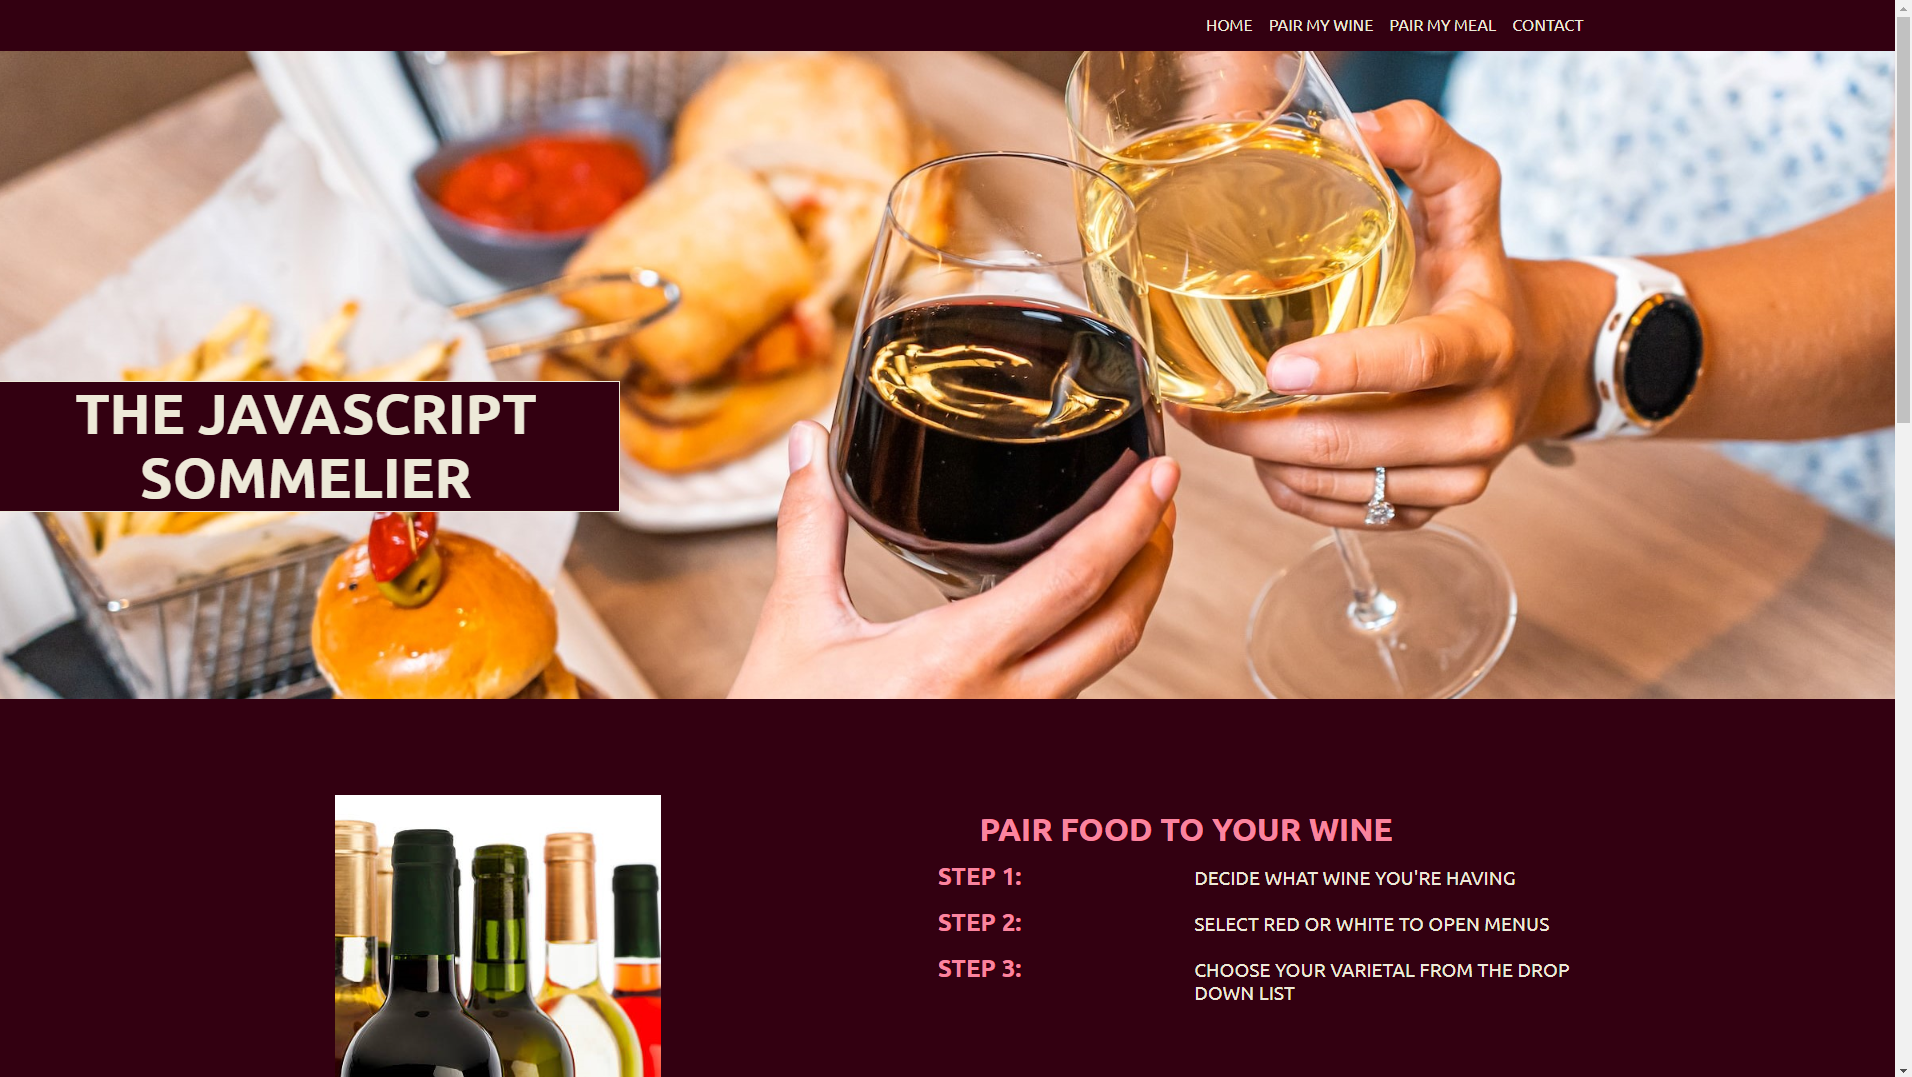 HOME PAIR MY WINE PAIR MY MEAL CONTACT
THE JAVASCRIPT
SOMMELIER
PAIR FOOD TO YOUR WINE
STEP 1: DECIDE WHAT WINE YOU'RE HAVING
STEP 2: SELECT RED OR WHITE TO OPEN MENUS
STEP 3: CHOOSE YOUR VARIETAL FROM THE DROP
DOWN LIST